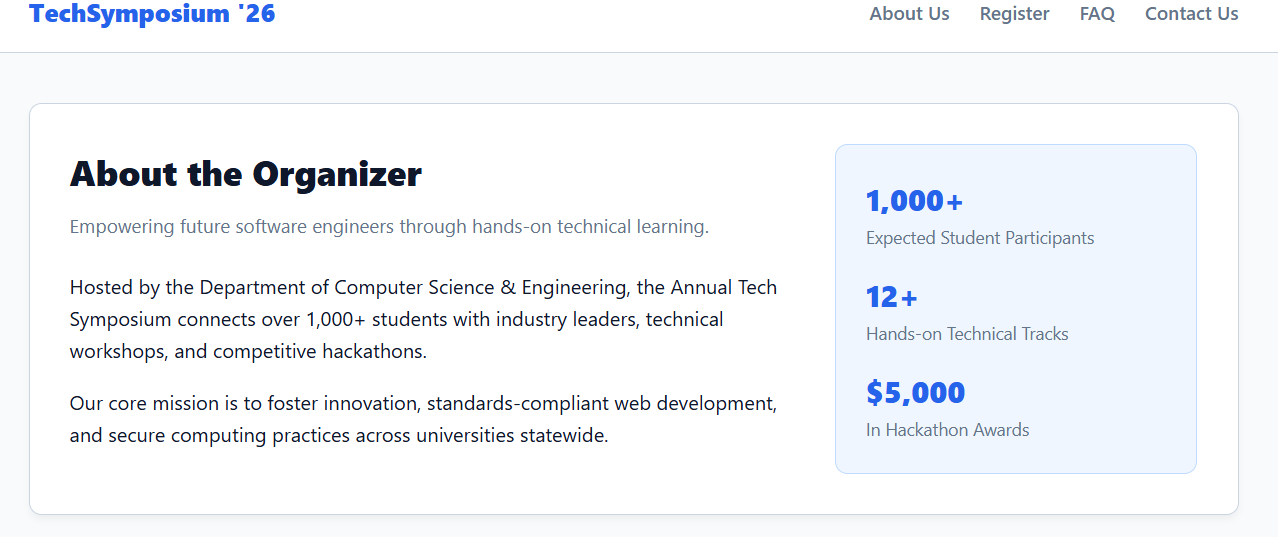 TechSymposium '26
About Us
Register
FAQ
Contact Us
About the Organizer
Empowering future software engineers through hands-on technical learning.
Hosted by the Department of Computer Science & Engineering, the Annual Tech
Symposium connects over 1,000+ students with industry leaders, technical
workshops, and competitive hackathons.
Our core mission is to foster innovation, standards-compliant web development,
and secure computing practices across universities statewide.
1,000+
Expected Student Participants
12+
Hands-on Technical Tracks
$5,000
In Hackathon Awards